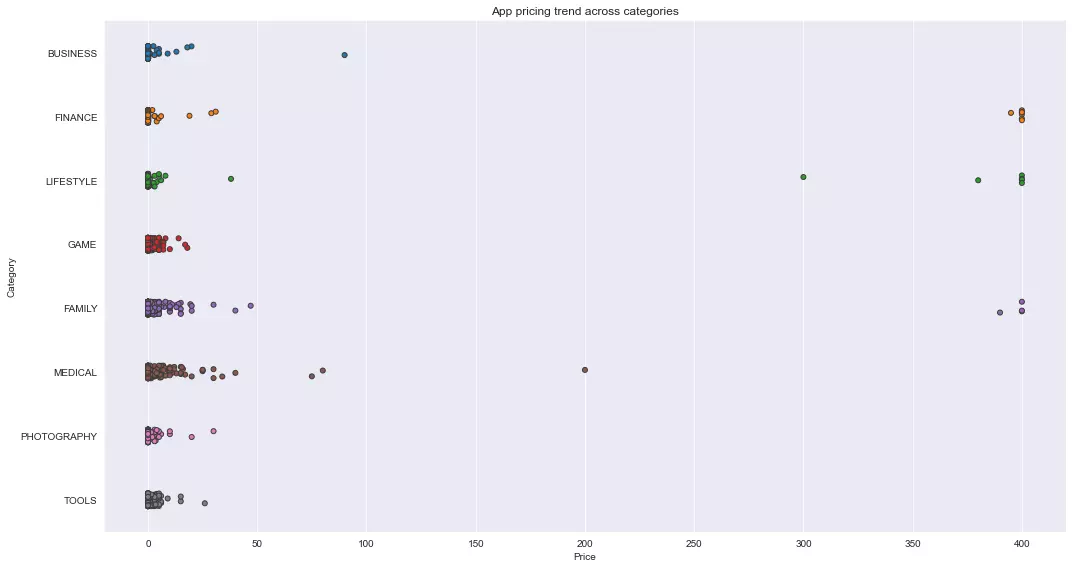 App pricing trend across categories
Category
BUSINESS
FINANCE
LIFESTYLE
GAME
FAMILY
MEDICAL
PHOTOGRAPHY
TOOLS
0 50 100 150 200 250 300 350 400
Price